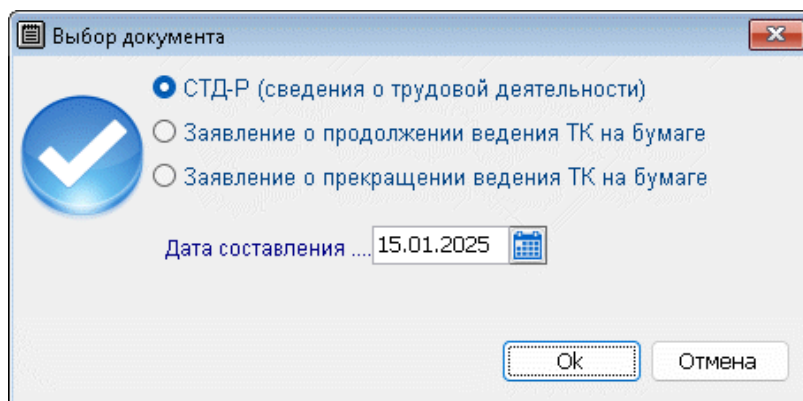 Выбор документа
СТД-Р (сведения о трудовой деятельности)
Заявление о продолжении ведения ТК на бумаге
Заявление о прекращении ведения ТК на бумаге
Дата составления .... 15.01.2025
Ok Отмена